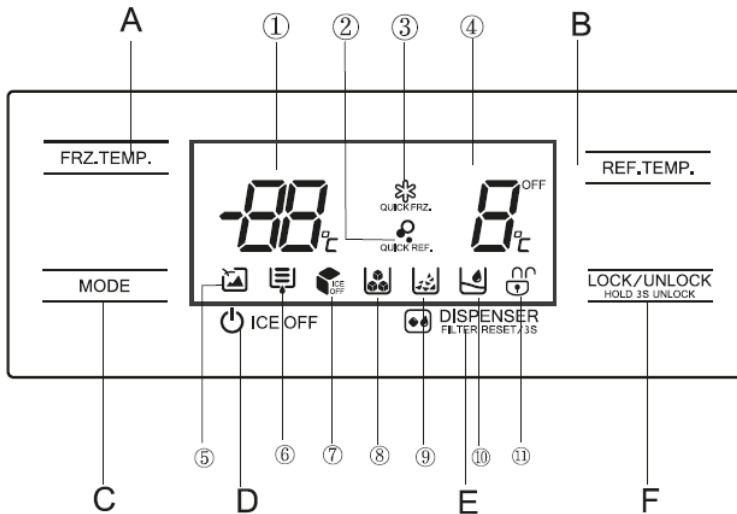 A ① ② ③ ④ B
FRZ.TEMP.
REF.TEMP.
-88°C
QUICK FRZ.
8°C OFF
QUICK REF.
MODE
ICE OFF
LOCK/UNLOCK
HOLD 3S UNLOCK
ICE OFF
DISPENSER
FILTER RESET/3S
⑤ ⑥ ⑦ ⑧ ⑨ ⑩ ⑪
C D E F